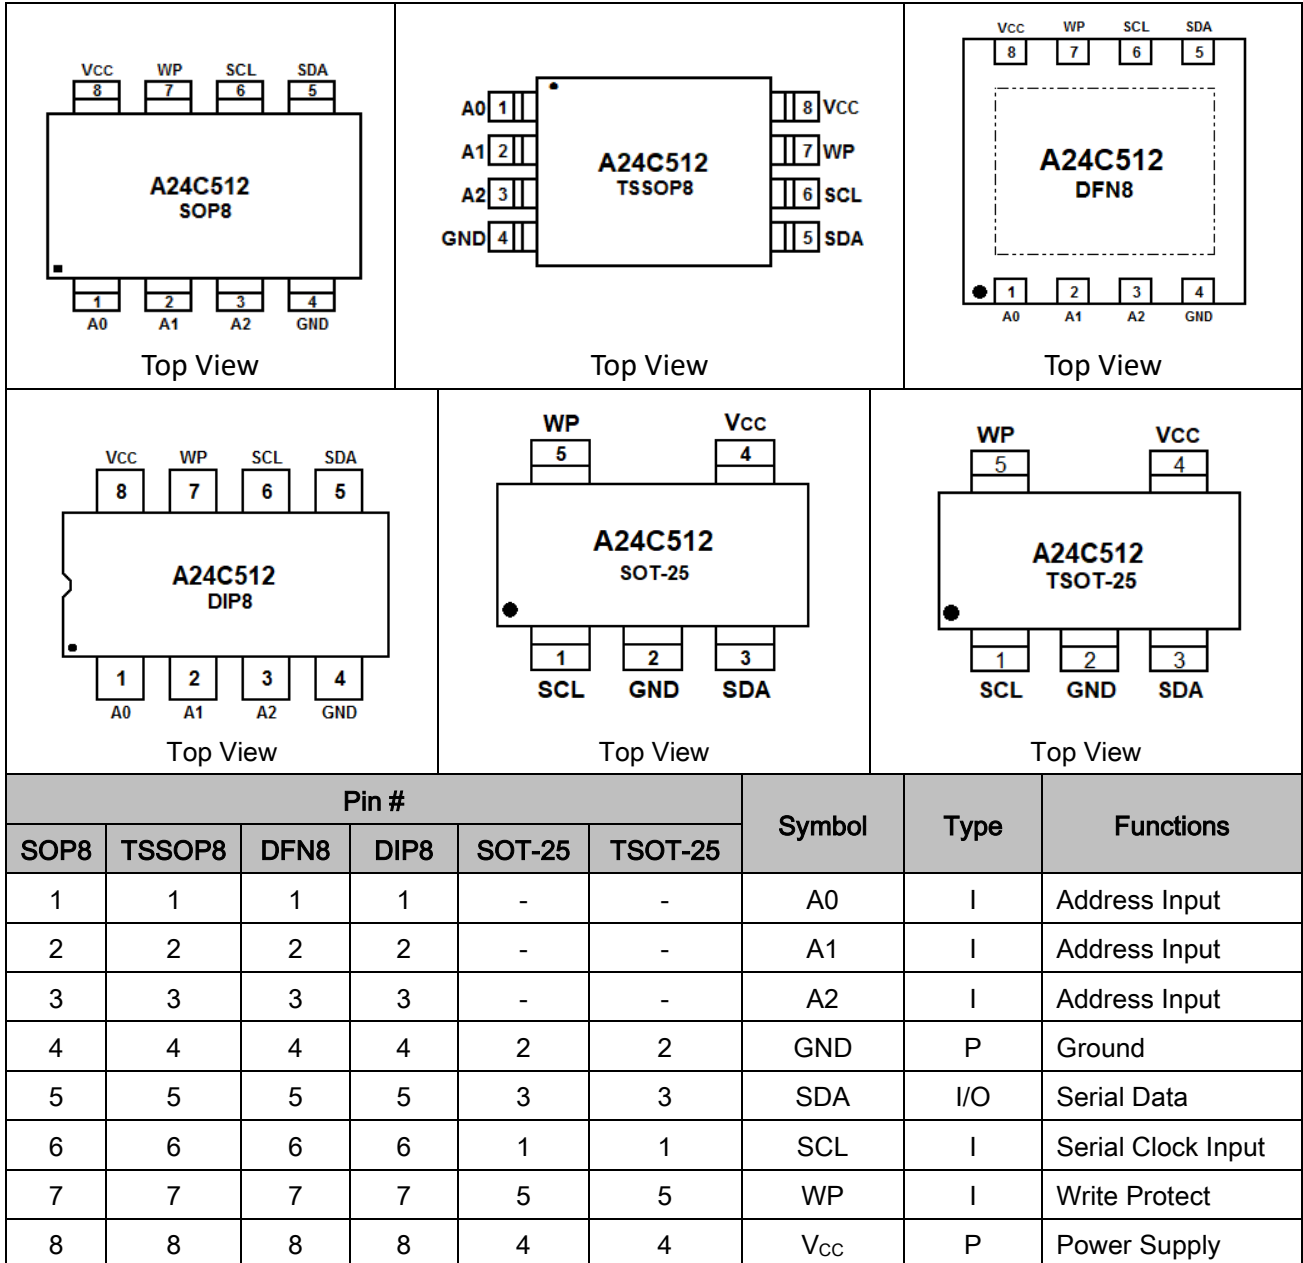 Vcc WP SCL SDA
8 7 6 5
A24C512
SOP8
1 2 3 4
A0 A1 A2 GND
Top View
A0 1 8 Vcc
A1 2 7 WP
A24C512
TSSOP8
A2 3 6 SCL
GND 4 5 SDA
Top View
Vcc WP SCL SDA
8 7 6 5
A24C512
DFN8
1 2 3 4
A0 A1 A2 GND
Top View
Vcc WP SCL SDA
8 7 6 5
A24C512
DIP8
1 2 3 4
A0 A1 A2 GND
Top View
WP Vcc
5 4
A24C512
SOT-25
1 2 3
SCL GND SDA
Top View
WP Vcc
5 4
A24C512
TSOT-25
1 2 3
SCL GND SDA
Top View
Pin # Symbol Type Functions
SOP8 TSSOP8 DFN8 DIP8 SOT-25 TSOT-25
1 1 1 1 - - A0 I Address Input
2 2 2 2 - - A1 I Address Input
3 3 3 3 - - A2 I Address Input
4 4 4 4 2 2 GND P Ground
5 5 5 5 3 3 SDA I/O Serial Data
6 6 6 6 1 1 SCL I Serial Clock Input
7 7 7 7 5 5 WP I Write Protect
8 8 8 8 4 4 Vcc P Power Supply